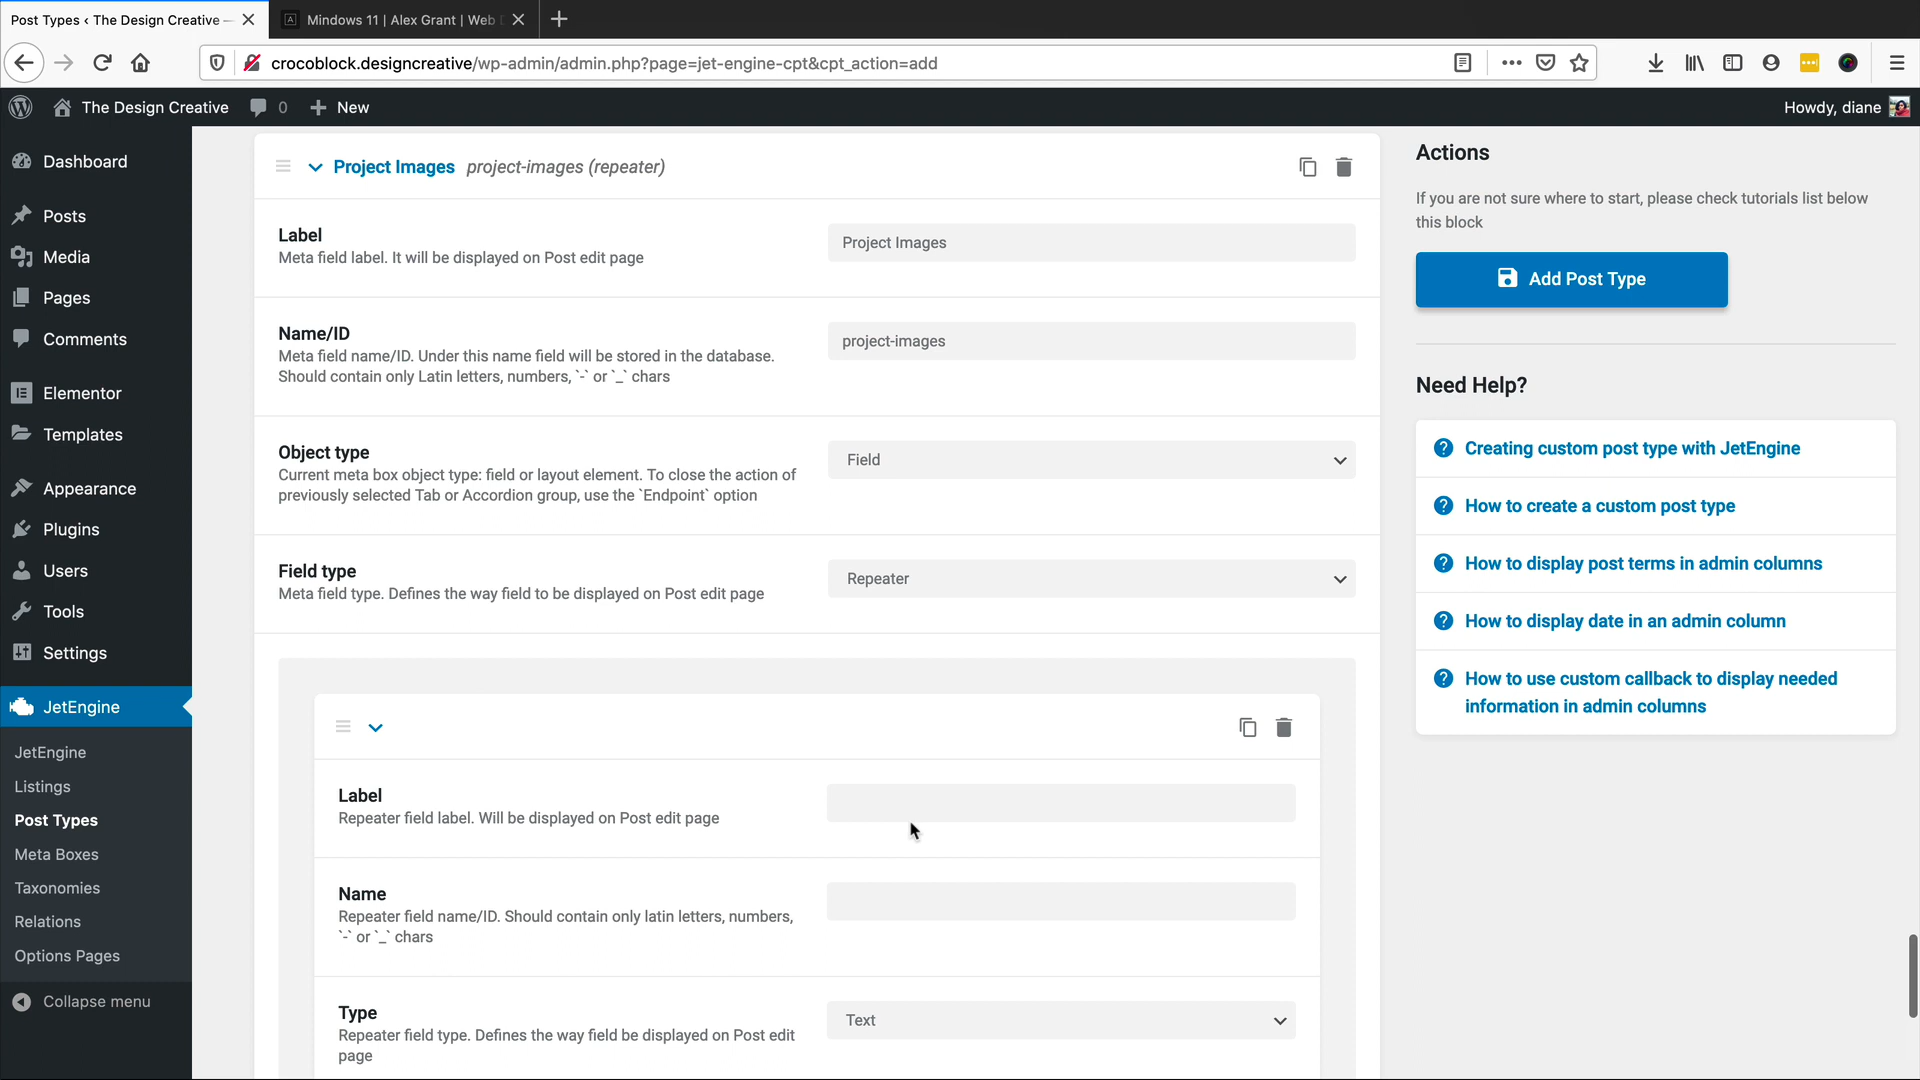 Post Types ‹ The Design Creative –
Mindows 11 | Alex Grant | Web
crocoblock.designcreative/wp-admin/admin.php?page=jet-engine-cpt&cpt_action=add
The Design Creative
0
New
Howdy, diane
Dashboard
Posts
Media
Pages
Comments
Elementor
Templates
Appearance
Plugins
Users
Tools
Settings
JetEngine
JetEngine
Listings
Post Types
Meta Boxes
Taxonomies
Relations
Options Pages
Collapse menu
Project Images project-images (repeater)
Label
Meta field label. It will be displayed on Post edit page
Project Images
Name/ID
Meta field name/ID. Under this name field will be stored in the database.
Should contain only Latin letters, numbers, `-` or `_` chars
project-images
Object type
Current meta box object type: field or layout element. To close the action of
previously selected Tab or Accordion group, use the `Endpoint` option
Field
Field type
Meta field type. Defines the way field to be displayed on Post edit page
Repeater
Label
Repeater field label. Will be displayed on Post edit page
Name
Repeater field name/ID. Should contain only latin letters, numbers,
`-` or `_` chars
Type
Repeater field type. Defines the way field be displayed on Post edit
page
Text
Actions
If you are not sure where to start, please check tutorials list below
this block
Add Post Type
Need Help?
Creating custom post type with JetEngine
How to create a custom post type
How to display post terms in admin columns
How to display date in an admin column
How to use custom callback to display needed
information in admin columns